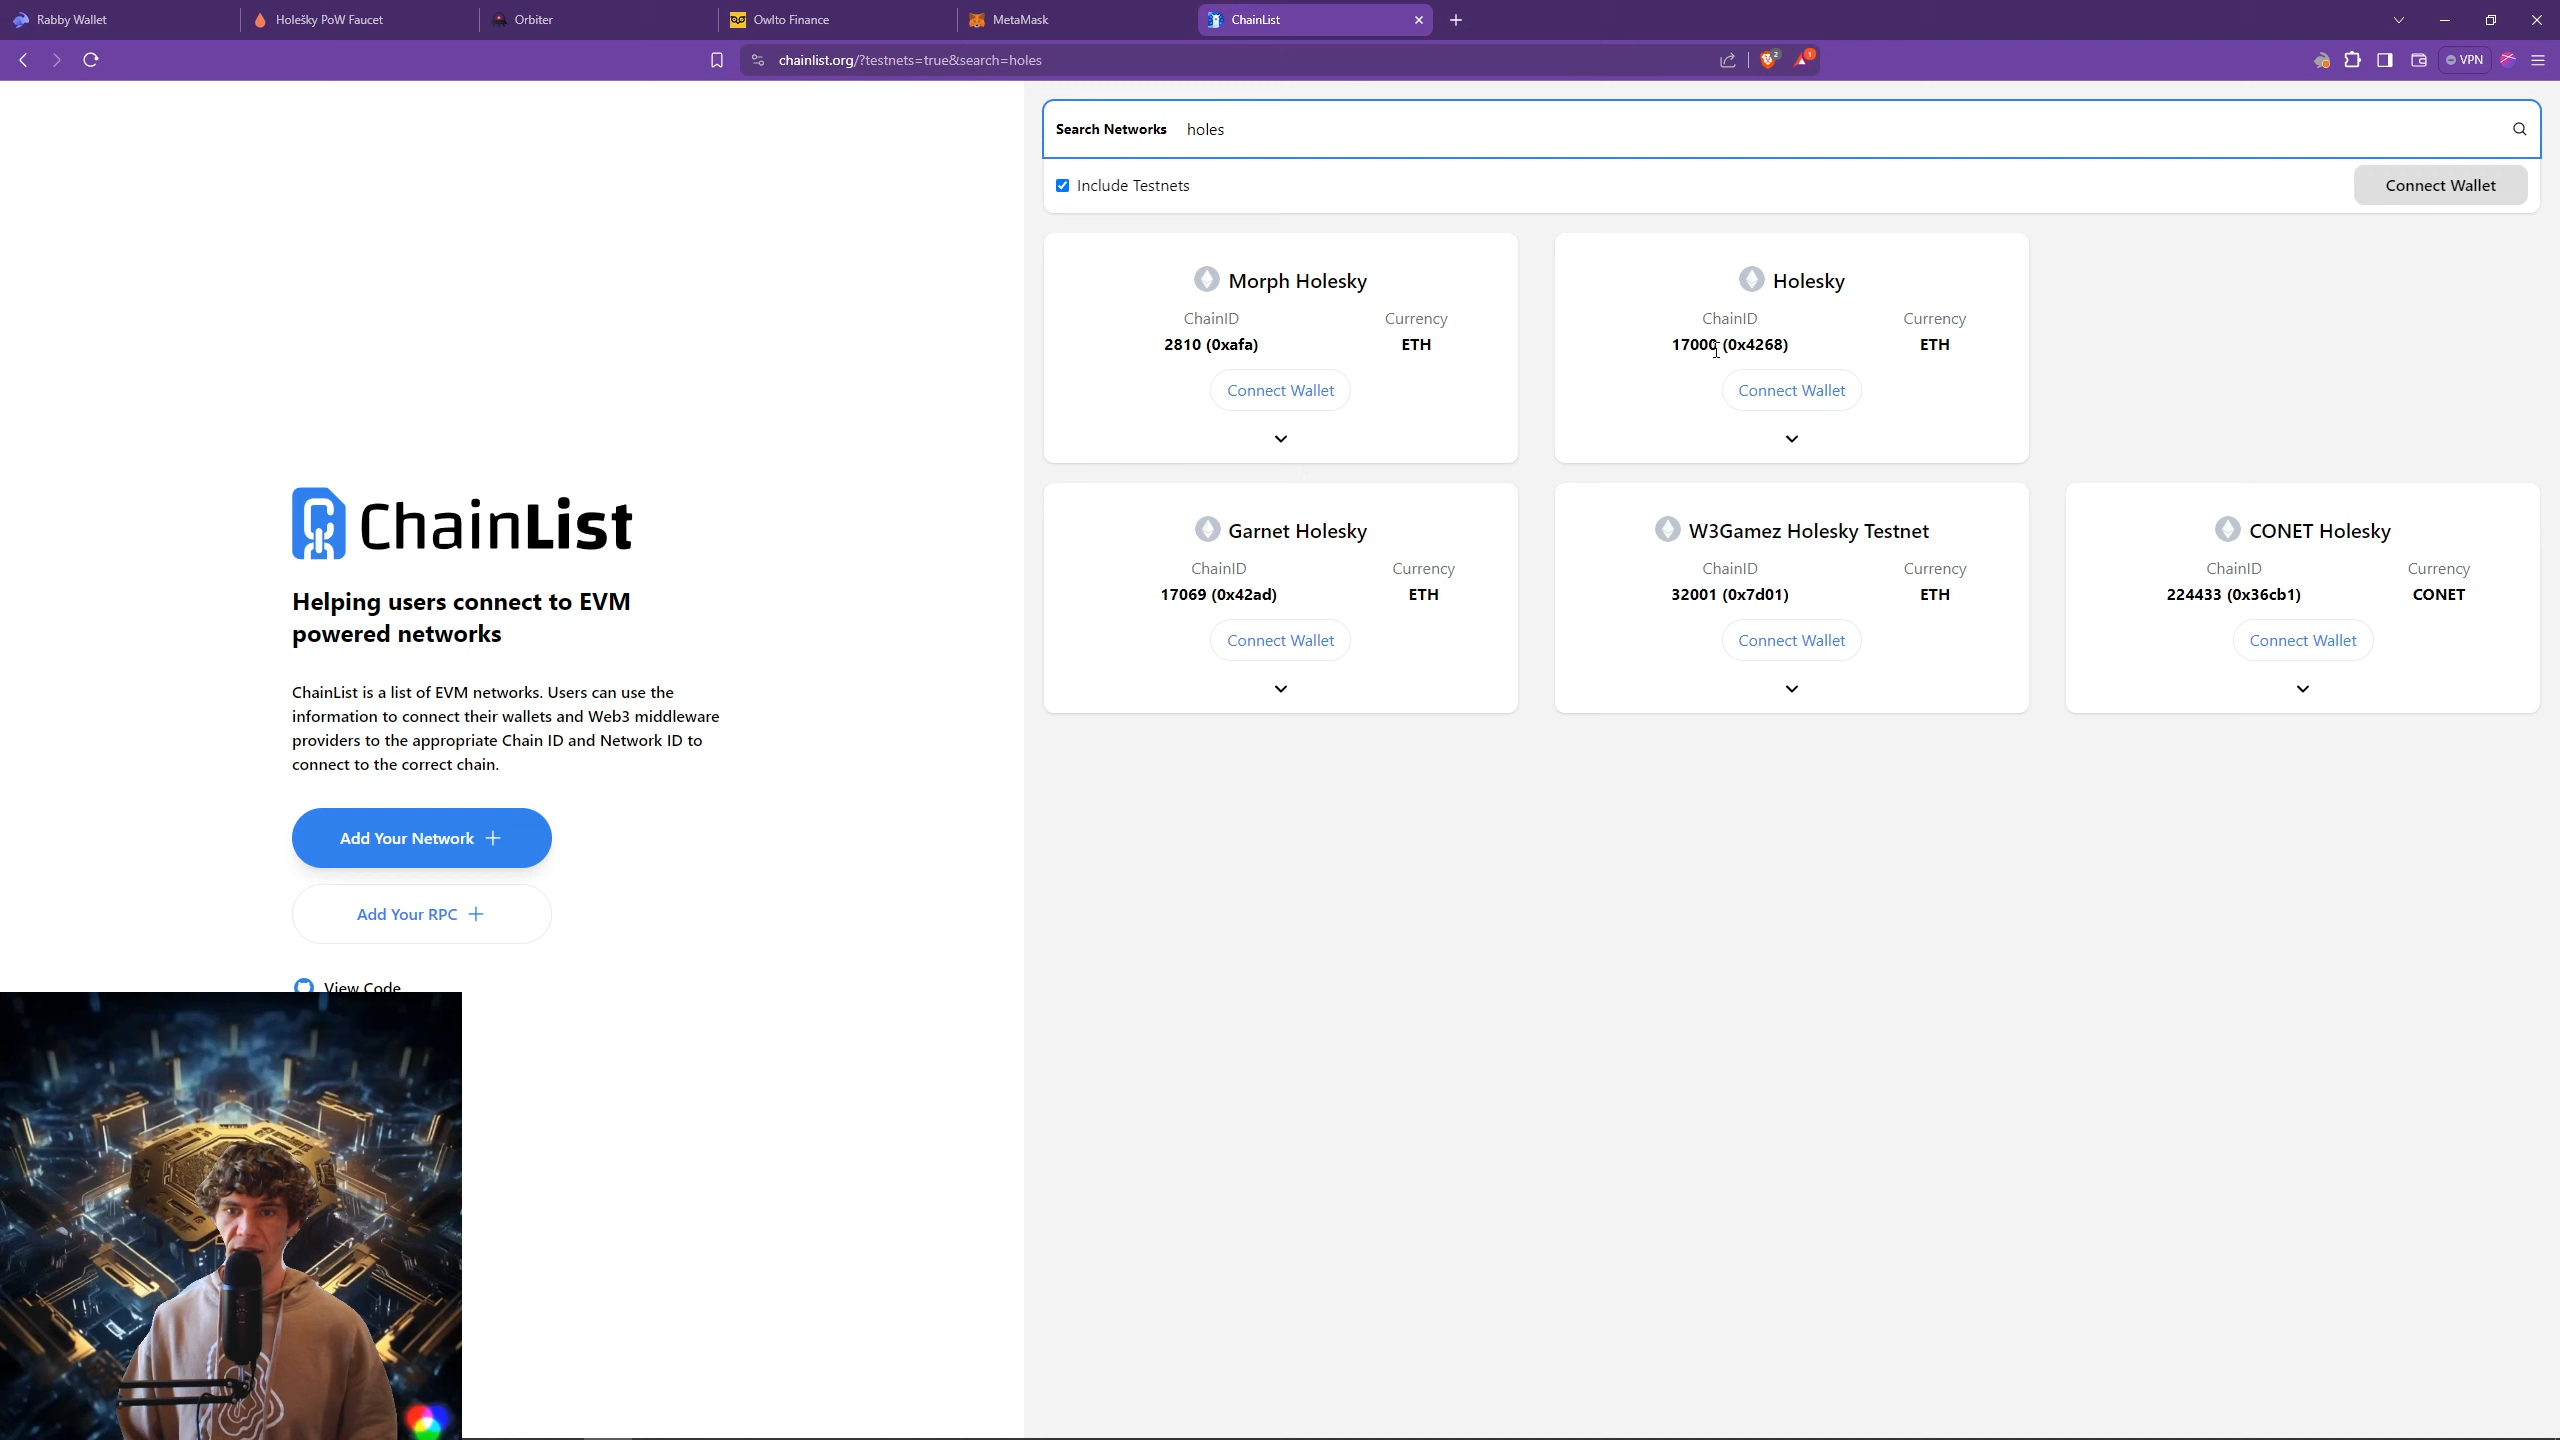 Rabby Wallet
Holešky PoW Faucet
Orbiter
Owlto Finance
MetaMask
ChainList
chainlist.org/?testnets=true&search=holes
2
1
VPN
Search Networks holes
Include Testnets
Connect Wallet
Morph Holesky
ChainID Currency
2810 (0xafa) ETH
Connect Wallet
Holesky
ChainID Currency
17000 (0x4268) ETH
Connect Wallet
Garnet Holesky
ChainID Currency
17069 (0x42ad) ETH
Connect Wallet
W3Gamez Holesky Testnet
ChainID Currency
32001 (0x7d01) ETH
Connect Wallet
CONET Holesky
ChainID Currency
224433 (0x36cb1) CONET
Connect Wallet
ChainList
Helping users connect to EVM
powered networks
ChainList is a list of EVM networks. Users can use the
information to connect their wallets and Web3 middleware
providers to the appropriate Chain ID and Network ID to
connect to the correct chain.
Add Your Network
Add Your RPC
View Code